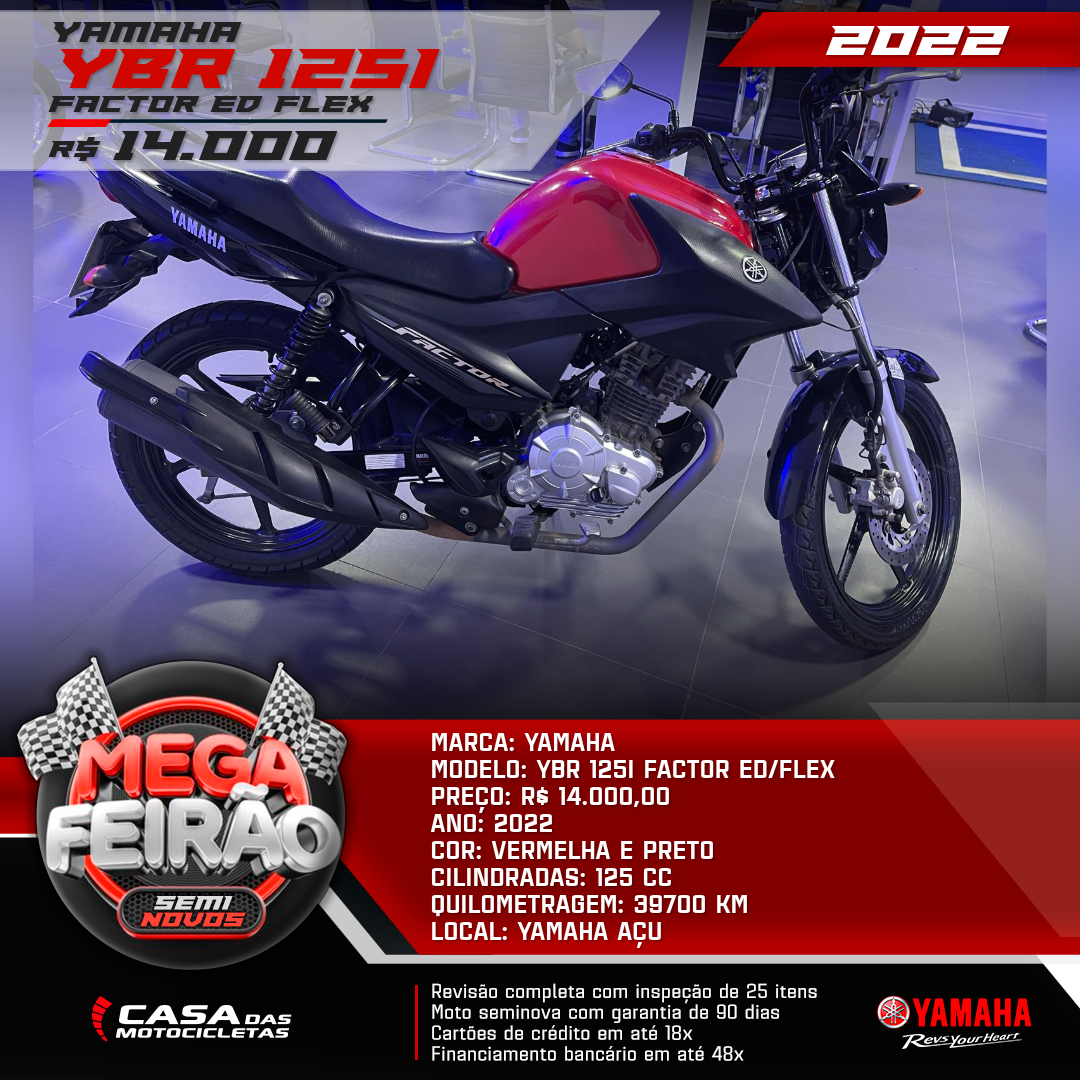 YAMAHA
YBR 125I
FACTOR ED FLEX
R$ 14.000
2022
YAMAHA
FACTOR
YAMAHA
MEGA
FEIRÃO
SEMI
NOVOS
MARCA: YAMAHA
MODELO: YBR 125I FACTOR ED/FLEX
PREÇO: R$ 14.000,00
ANO: 2022
COR: VERMELHA E PRETO
CILINDRADAS: 125 CC
QUILOMETRAGEM: 39700 KM
LOCAL: YAMAHA AÇU
CASA DAS
MOTOCICLETAS
Revisão completa com inspeção de 25 itens
Moto seminova com garantia de 90 dias
Cartões de crédito em até 18x
Financiamento bancário em até 48x
YAMAHA
Revs Your Heart